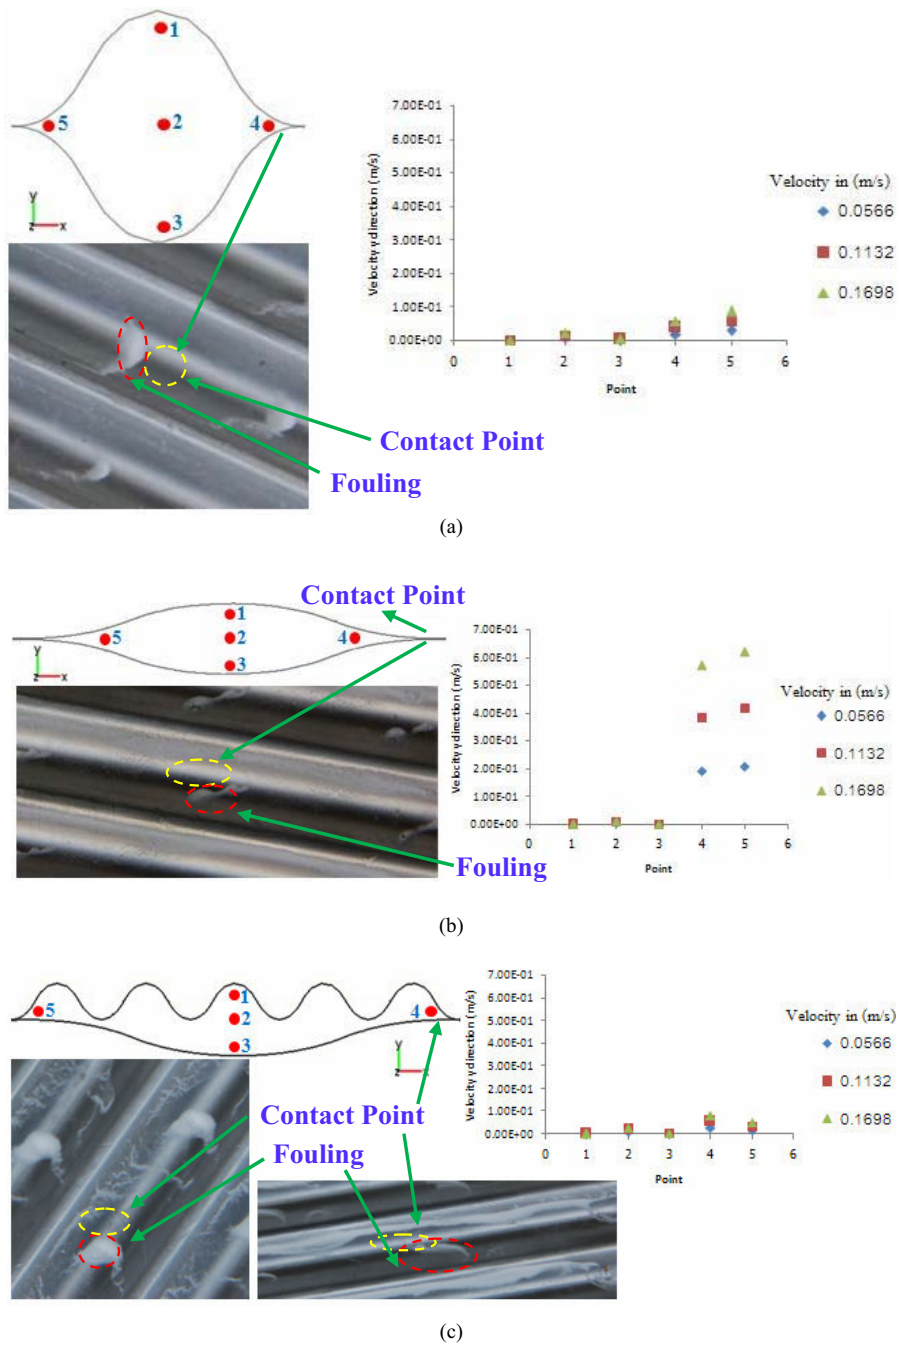 1
5
2
4
3
y
z
x
7.00E-01
6.00E-01
5.00E-01
4.00E-01
3.00E-01
2.00E-01
1.00E-01
0.00E+00
0 1 2 3 4 5 6
Velocity y direction (m/s)
Point
Velocity in (m/s)
0.0566
0.1132
0.1698
Contact Point
Fouling
(a)
Contact Point
1
5
2
4
3
y
z
x
7.00E-01
6.00E-01
5.00E-01
4.00E-01
3.00E-01
2.00E-01
1.00E-01
0.00E+00
0 1 2 3 4 5 6
Velocity y direction (m/s)
Point
Velocity in (m/s)
0.0566
0.1132
0.1698
Fouling
(b)
1
5
2
4
3
y
z
7.00E-01
6.00E-01
5.00E-01
4.00E-01
3.00E-01
2.00E-01
1.00E-01
0.00E+00
0 1 2 3 4 5 6
Velocity y direction (m/s)
Point
Velocity in (m/s)
0.0566
0.1132
0.1698
Contact Point
Fouling
(c)